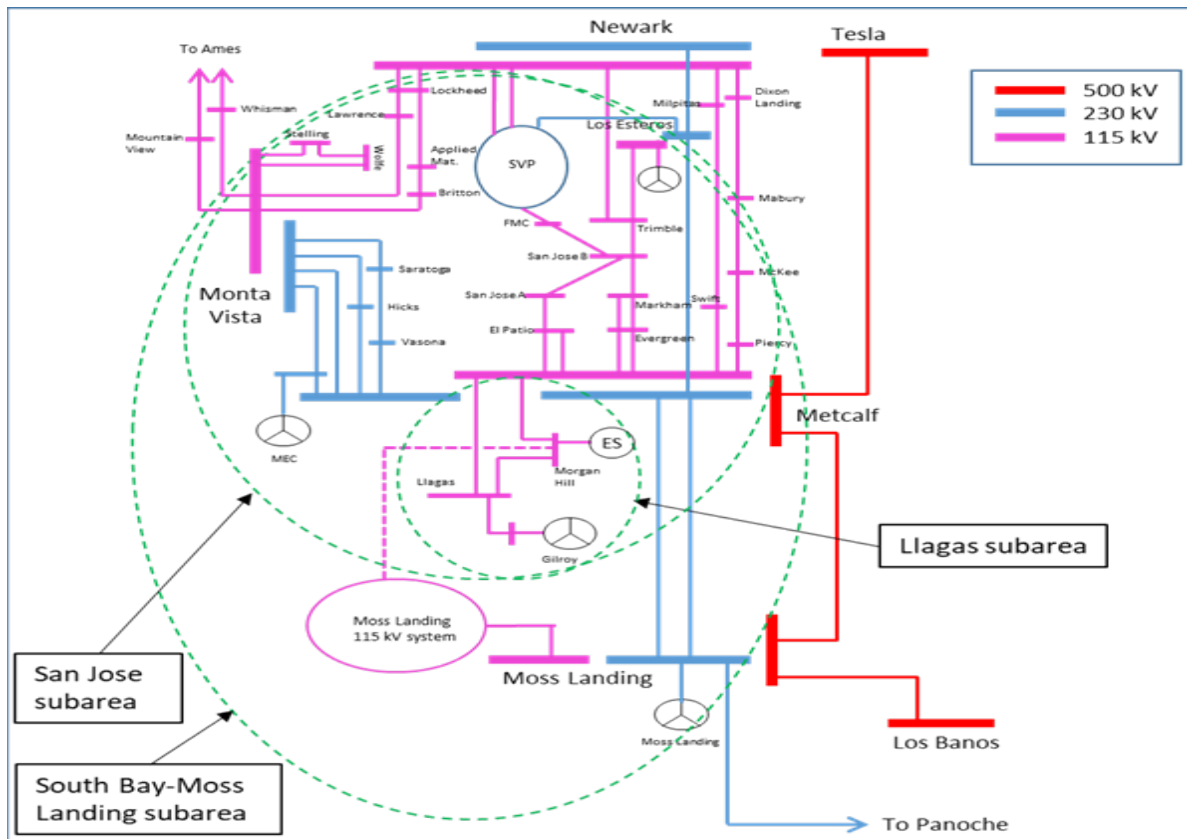 Newark
Tesla
To Ames
500 kV
230 kV
115 kV
Whisman
Mountain
View
Stelling
Wolfe
Lockheed
Lawrence
Applied
Mat.
Britton
SVP
FMC
Milpitas
Dixon
Landing
Los Esteros
Trimble
Mabury
San Jose B
McKee
San Jose A
Markham
Swift
El Patio
Evergreen
Piercy
Monta
Vista
Saratoga
Hicks
Vasona
MEC
Metcalf
ES
Morgan
Hill
Llagas
Gilroy
Llagas subarea
Moss Landing
115 kV system
Moss Landing
Moss Landing
San Jose
subarea
South Bay-Moss
Landing subarea
Los Banos
To Panoche